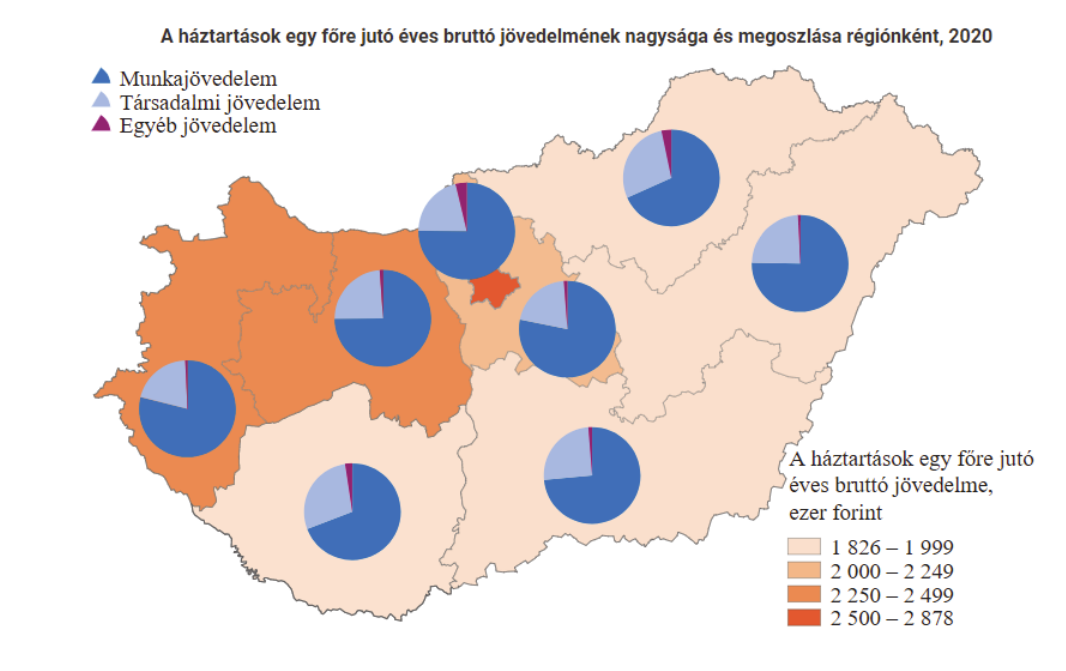 A háztartások egy főre jutó éves bruttó jövedelmének nagysága és megoszlása régiónként, 2020
Munkajövedelem
Társadalmi jövedelem
Egyéb jövedelem
A háztartások egy főre jutó
éves bruttó jövedelme,
ezer forint
1 826 – 1 999
2 000 – 2 249
2 250 – 2 499
2 500 – 2 878